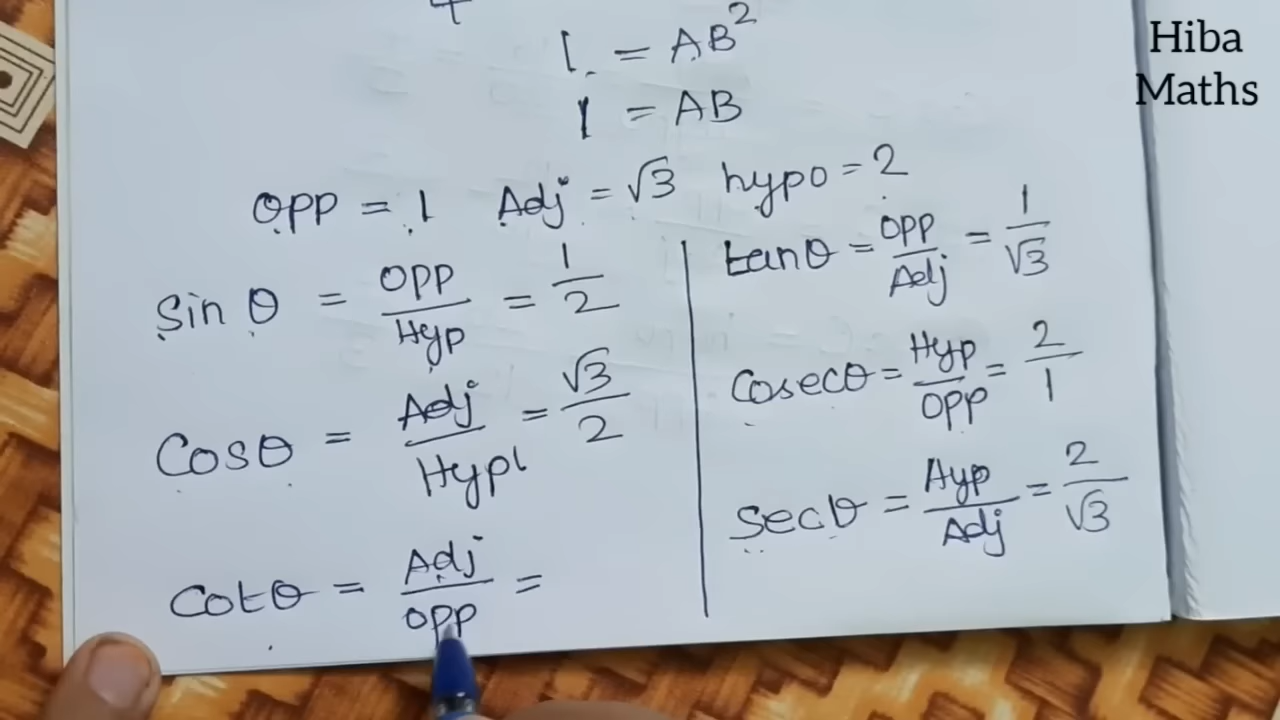 1 = AB²
1 = AB
Opp = 1 Adj = √3 hypo = 2
Sin θ = Opp/Hyp = 1/2
Cosθ = Adj/Hyp = √3/2
Cotθ = Adj/Opp =
tanθ = Opp/Adj = 1/√3
Cosecθ = Hyp/Opp = 2/1
Secθ = Hyp/Adj = 2/√3
Hiba
Maths